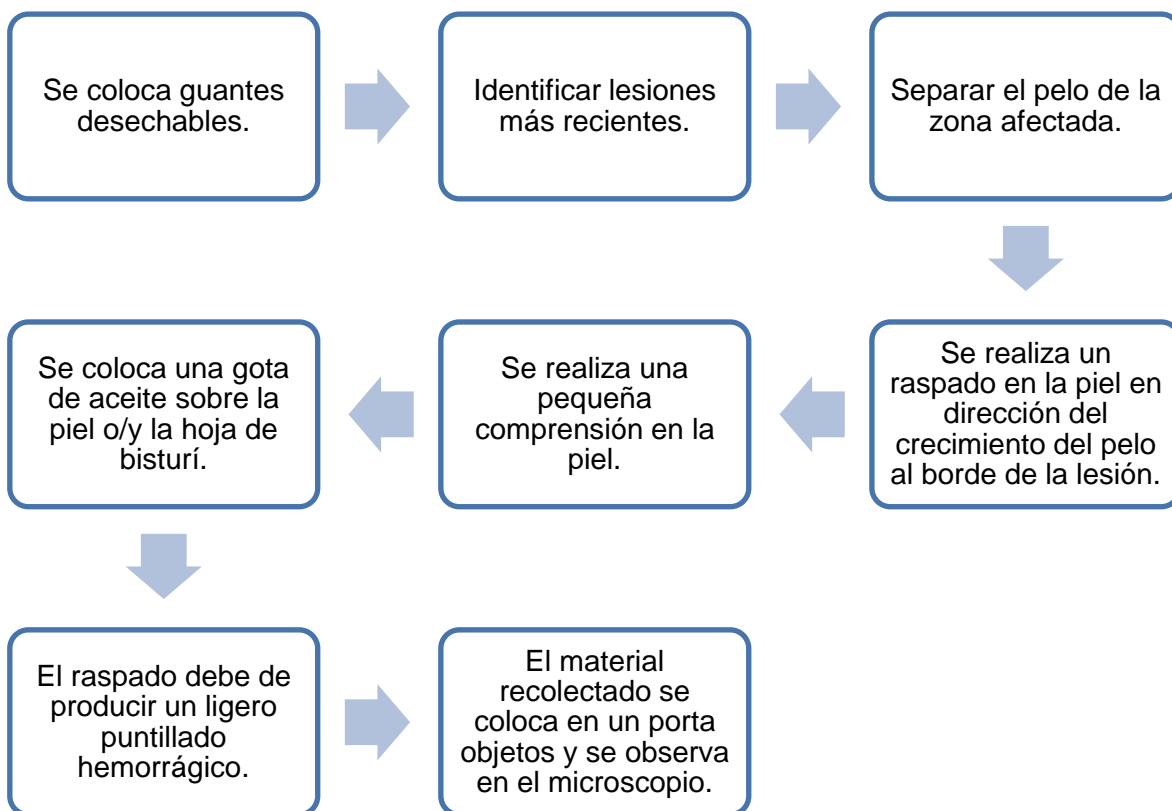 Se coloca guantes
desechables.
Identificar lesiones
más recientes.
Separar el pelo de la
zona afectada.
Se realiza un
raspado en la piel en
dirección del
crecimiento del pelo
al borde de la lesión.
Se realiza una
pequeña
comprensión en la
piel.
Se coloca una gota
de aceite sobre la
piel o/y la hoja de
bisturí.
El raspado debe de
producir un ligero
puntillado
hemorrágico.
El material
recolectado se
coloca en un porta
objetos y se observa
en el microscopio.